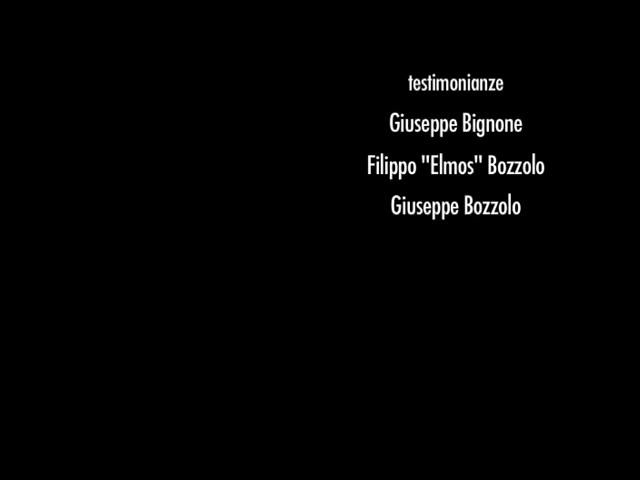 testimonianze
Giuseppe Bignone
Filippo "Elmos" Bozzolo
Giuseppe Bozzolo